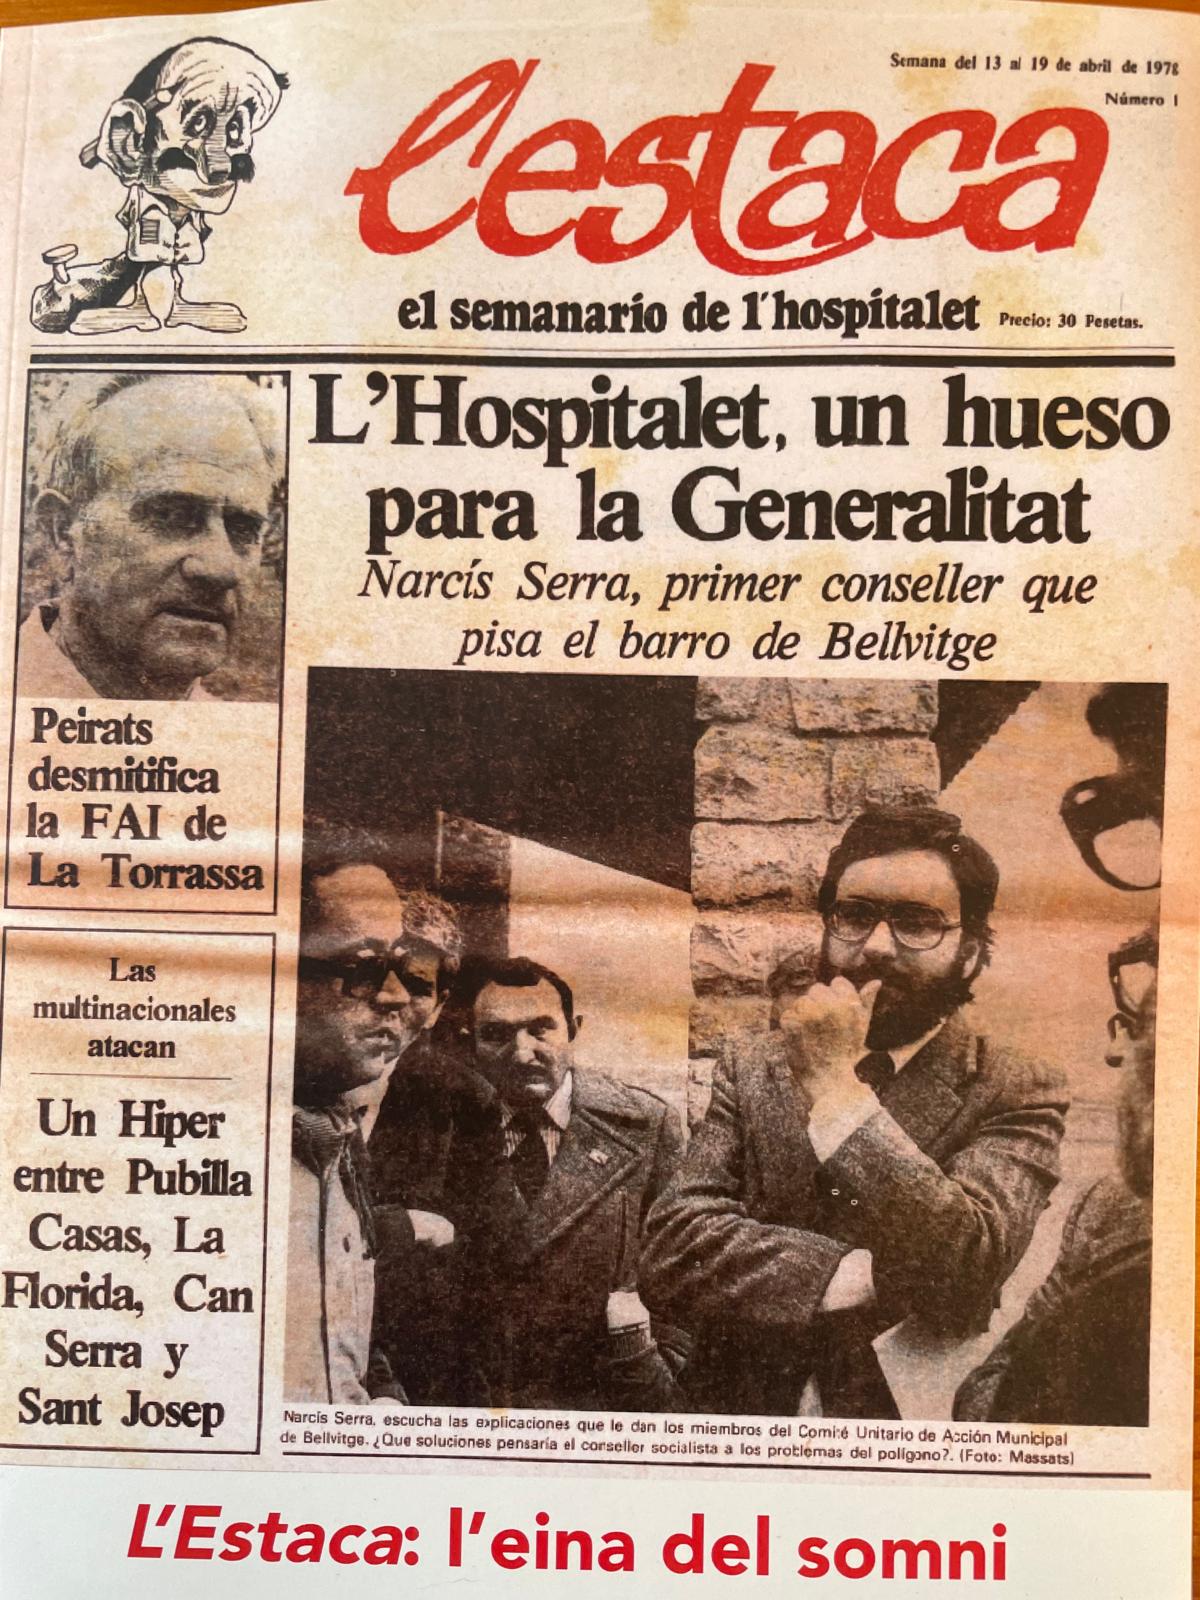 Semana del 13 al 19 de abril de 1978
Número 1
l'estaca
el semanario de l'hospitalet
Precio: 30 Pesetas.
L'Hospitalet, un hueso
para la Generalitat
Narcís Serra, primer conseller que
pisa el barro de Bellvitge
Peirats
desmitifica
la FAI de
La Torrassa
Las
multinacionales
atacan
Un Hiper
entre Pubilla
Casas, La
Florida, Can
Serra y
Sant Josep
Narcís Serra, escucha las explicaciones que le dan los miembros del Comité Unitario de Acción Municipal
de Bellvitge. ¿Que soluciones pensaría el conseller socialista a los problemas del polígono?. (Foto: Massats)
L'Estaca: l'eina del somni